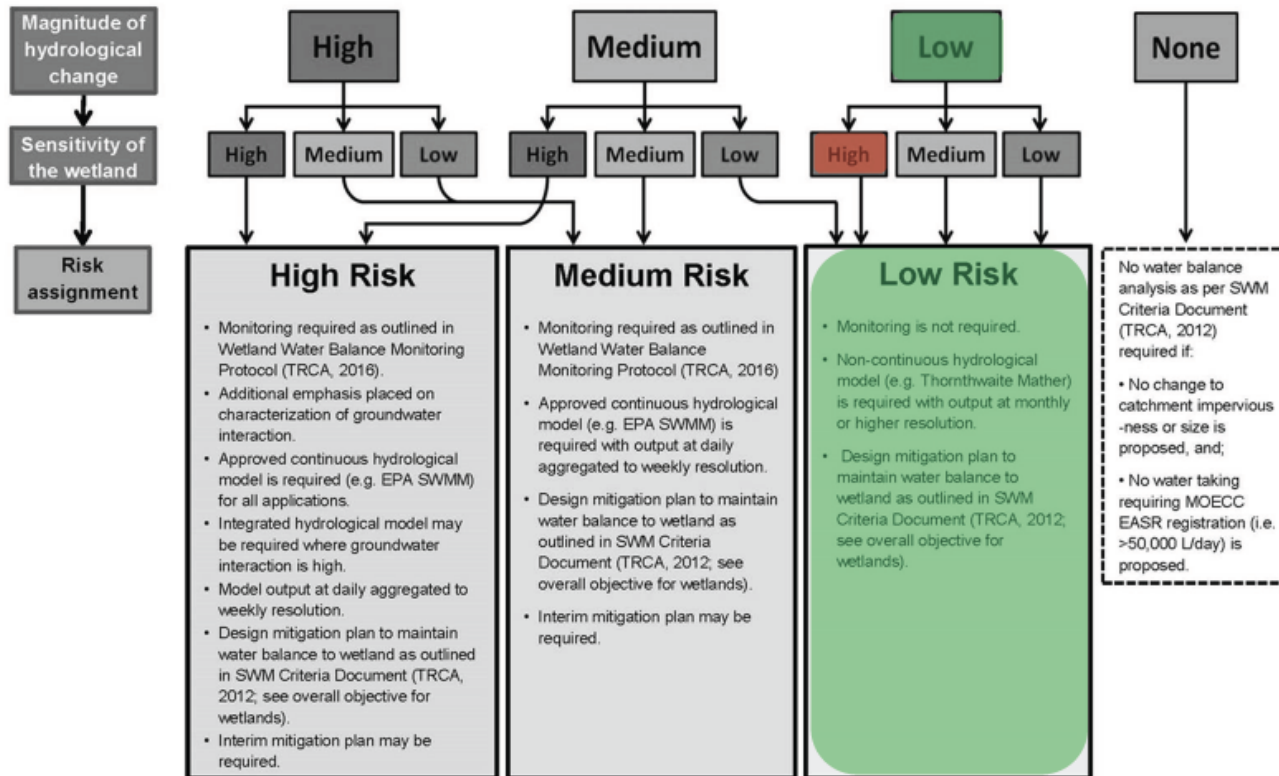 Magnitude of
hydrological
change
High
Medium
Low
None
Sensitivity of
the wetland
High
Medium
Low
High
Medium
Low
High
Medium
Low
Risk
assignment
High Risk
• Monitoring required as outlined in
Wetland Water Balance Monitoring
Protocol (TRCA, 2016).
• Additional emphasis placed on
characterization of groundwater
interaction.
• Approved continuous hydrological
model is required (e.g. EPA SWMM)
for all applications.
• Integrated hydrological model may
be required where groundwater
interaction is high.
• Model output at daily aggregated to
weekly resolution.
• Design mitigation plan to maintain
water balance to wetland as outlined
in SWM Criteria Document (TRCA,
2012; see overall objective for
wetlands).
• Interim mitigation plan may be
required.
Medium Risk
• Monitoring required as outlined in
Wetland Water Balance
Monitoring Protocol (TRCA, 2016)
• Approved continuous hydrological
model (e.g. EPA SWMM) is
required with output at daily
aggregated to weekly resolution.
• Design mitigation plan to maintain
water balance to wetland as
outlined in SWM Criteria
Document (TRCA, 2012; see
overall objective for wetlands).
• Interim mitigation plan may be
required.
Low Risk
• Monitoring is not required.
• Non-continuous hydrological
model (e.g. Thornthwaite Mather)
is required with output at monthly
or higher resolution.
• Design mitigation plan to
maintain water balance to
wetland as outlined in SWM
Criteria Document (TRCA, 2012;
see overall objective for
wetlands).
No water balance
analysis as per SWM
Criteria Document
(TRCA, 2012)
required if:
• No change to
catchment impervious
-ness or size is
proposed, and;
• No water taking
requiring MOECC
EASR registration (i.e.
>50,000 L/day) is
proposed.